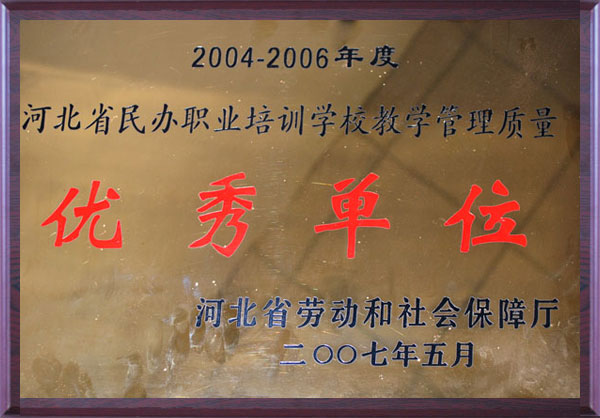 2004-2006年度
河北省民办职业培训学校教学管理质量
优秀单位
河北省劳动和社会保障厅
二〇〇七年五月